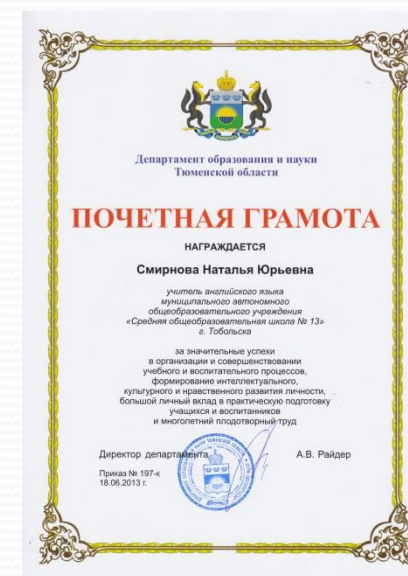 Департамент образования и науки
Тюменской области
ПОЧЕТНАЯ ГРАМОТА
НАГРАЖДАЕТСЯ
Смирнова Наталья Юрьевна
учитель английского языка
муниципального автономного
общеобразовательного учреждения
«Средняя общеобразовательная школа № 13»
г. Тобольска
за значительные успехи
в организации и совершенствовании
учебного и воспитательного процессов,
формирование интеллектуального,
культурного и нравственного развития личности,
большой личный вклад в практическую подготовку
учащихся и воспитанников
и многолетний плодотворный труд
Директор департамента А.В. Райдер
Приказ № 197-к
18.06.2013 г.